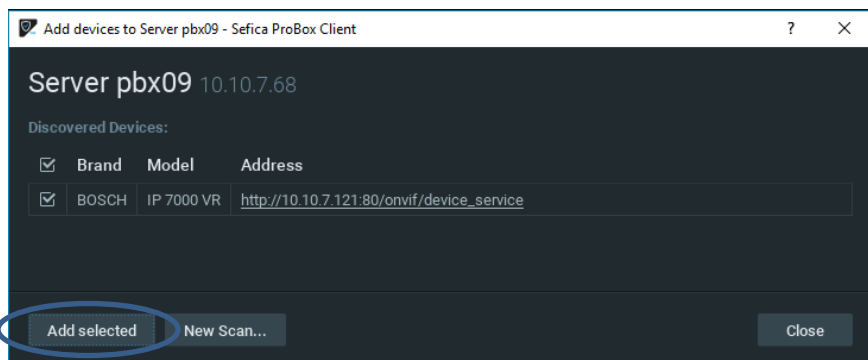 Add devices to Server pbx09 - Sefica ProBox Client ?
Server pbx09 10.10.7.68
Discovered Devices:
Brand Model Address
BOSCH IP 7000 VR http://10.10.7.121:80/onvif/device_service
Add selected New Scan... Close